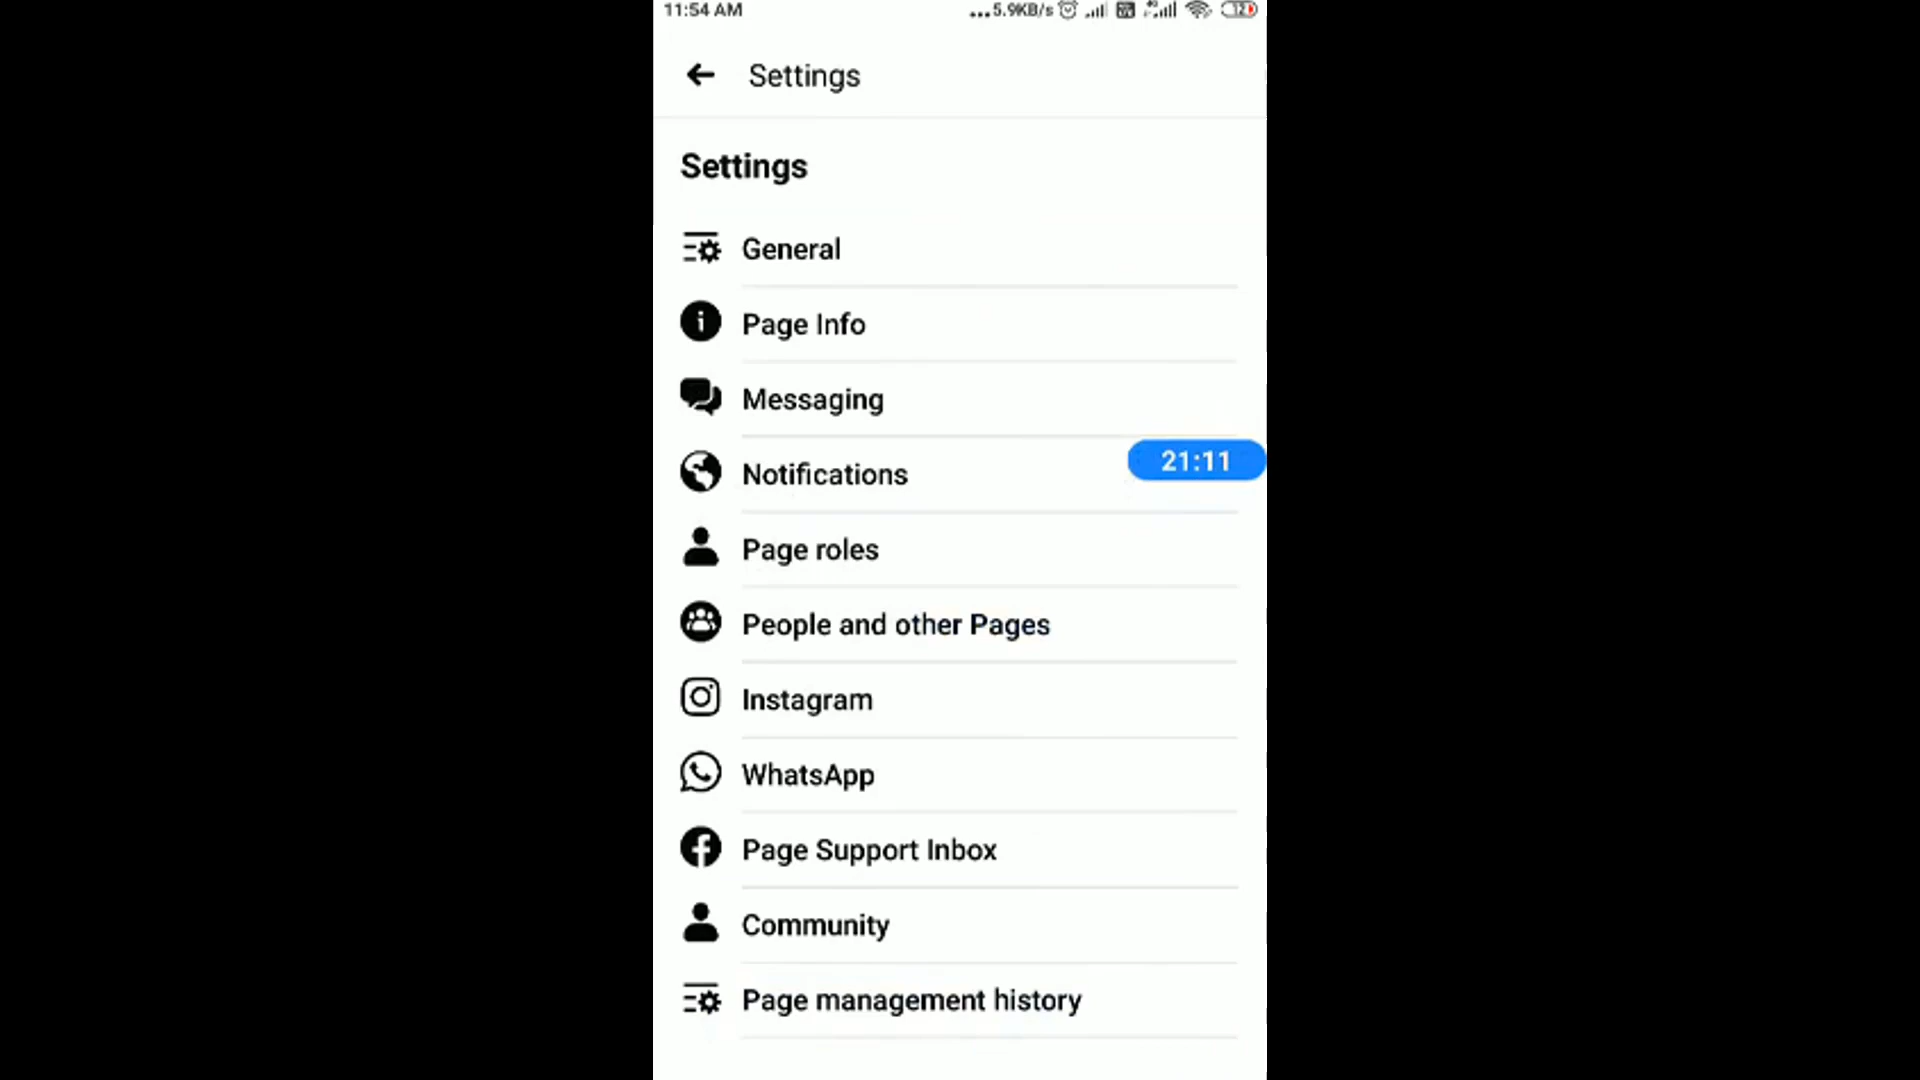 11:54 AM ...5.9KB/s 12
Settings
Settings
General
Page Info
Messaging
21:11
Notifications
Page roles
People and other Pages
Instagram
WhatsApp
Page Support Inbox
Community
Page management history